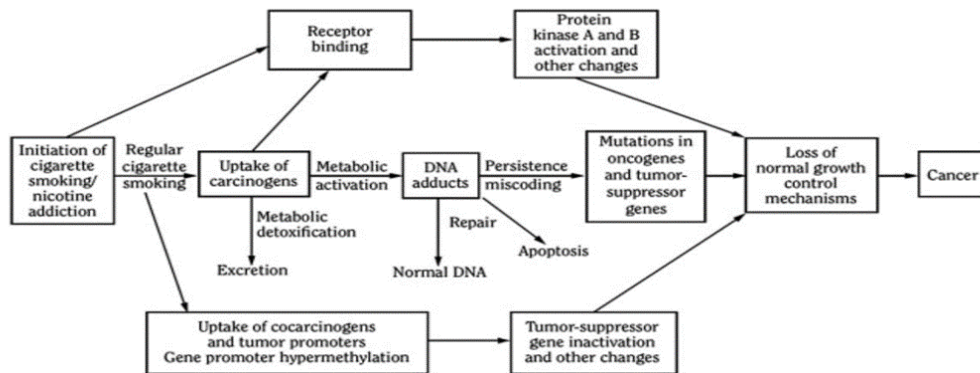 Receptor
binding
Protein
kinase A and B
activation and
other changes
Initiation of
cigarette
smoking/
nicotine
addiction
Regular
cigarette
smoking
Uptake of
carcinogens
Metabolic
activation
DNA
adducts
Persistence
miscoding
Mutations in
oncogenes
and tumor-
suppressor
genes
Loss of
normal growth
control
mechanisms
Cancer
Metabolic
detoxification
Excretion
Repair
Normal DNA
Apoptosis
Uptake of cocarcinogens
and tumor promoters
Gene promoter hypermethylation
Tumor-suppressor
gene inactivation
and other changes